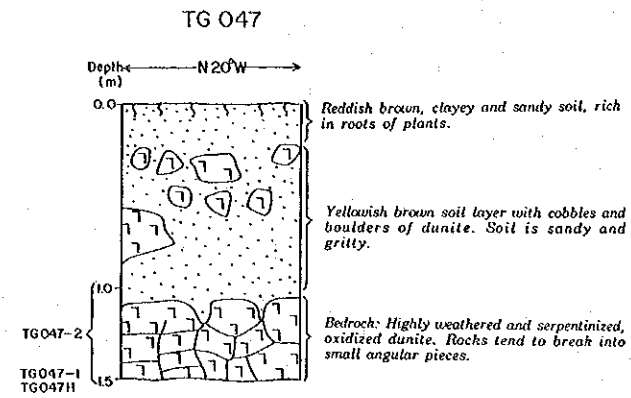 TG 047
Depth
N 20°W
(m)
0.0
Reddish brown, clayey and sandy soil, rich
in roots of plants.
Yellowish brown soil layer with cobbles and
boulders of dunite. Soil is sandy and
gritty.
1.0
Bedrock: Highly weathered and serpentinized,
oxidized dunite. Rocks tend to break into
small angular pieces.
TG047-2
TG047-1
TG047H
1.5